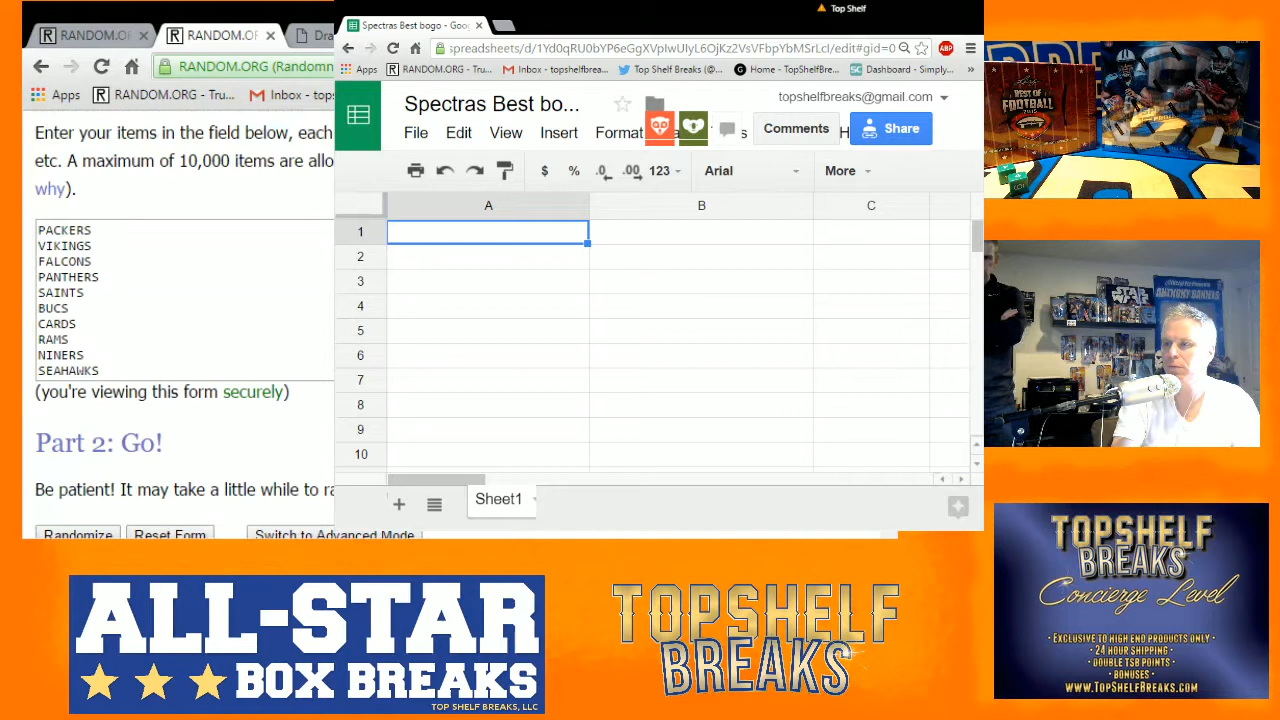 Top Shelf
RANDOM.OR
RANDOM.OR
Dra
RANDOM.ORG (Randomn
Apps
RANDOM.ORG - Tru...
Inbox - tops
Enter your items in the field below, each
etc. A maximum of 10,000 items are allo
why).
PACKERS
VIKINGS
FALCONS
PANTHERS
SAINTS
BUCS
CARDS
RAMS
NINERS
SEAHAWKS
(you're viewing this form securely)
Part 2: Go!
Be patient! It may take a little while to ra
Randomize
Reset Form
Switch to Advanced Mode
Spectras Best bogo - Goo
ABP
Apps
RANDOM.ORG - Tru...
Inbox - topshelfbrea...
Top Shelf Breaks (@...
Home - TopShelfBre...
Dashboard - Simply...
Spectras Best bo...
topshelfbreaks@gmail.com
File
Edit
View
Insert
Format
s
H
Comments
Share
$
%
.0
.00
123
Arial
More
A
B
C
1
2
3
4
5
6
7
8
9
10
Sheet1
BEST OF
FOOTBALL
STAR
WARS
ANTHONY DANIELS
ALL-STAR
BOX BREAKS
TOP SHELF BREAKS, LLC
TOPSHELF
BREAKS
TOPSHELF
BREAKS
Concierge Level
• EXCLUSIVE TO HIGH END PRODUCTS ONLY •
• 24 HOUR SHIPPING •
• DOUBLE TSB POINTS •
• BONUSES •
WWW.TOPSHELFBREAKS.COM